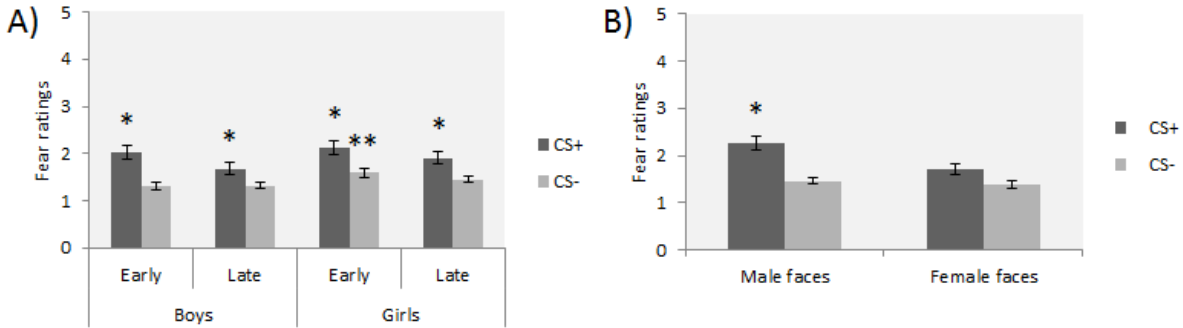 A)
Fear ratings
5
4
3
2
1
0
* * * ** *
Early Late Early Late
Boys Girls
CS+
CS-
B)
Fear ratings
5
4
3
2
1
0
*
Male faces Female faces
CS+
CS-